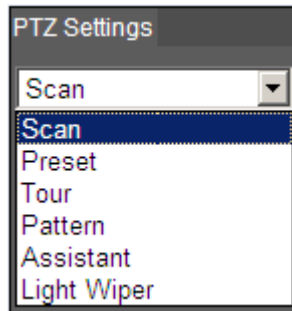 PTZ Settings
Scan
Scan
Preset
Tour
Pattern
Assistant
Light Wiper